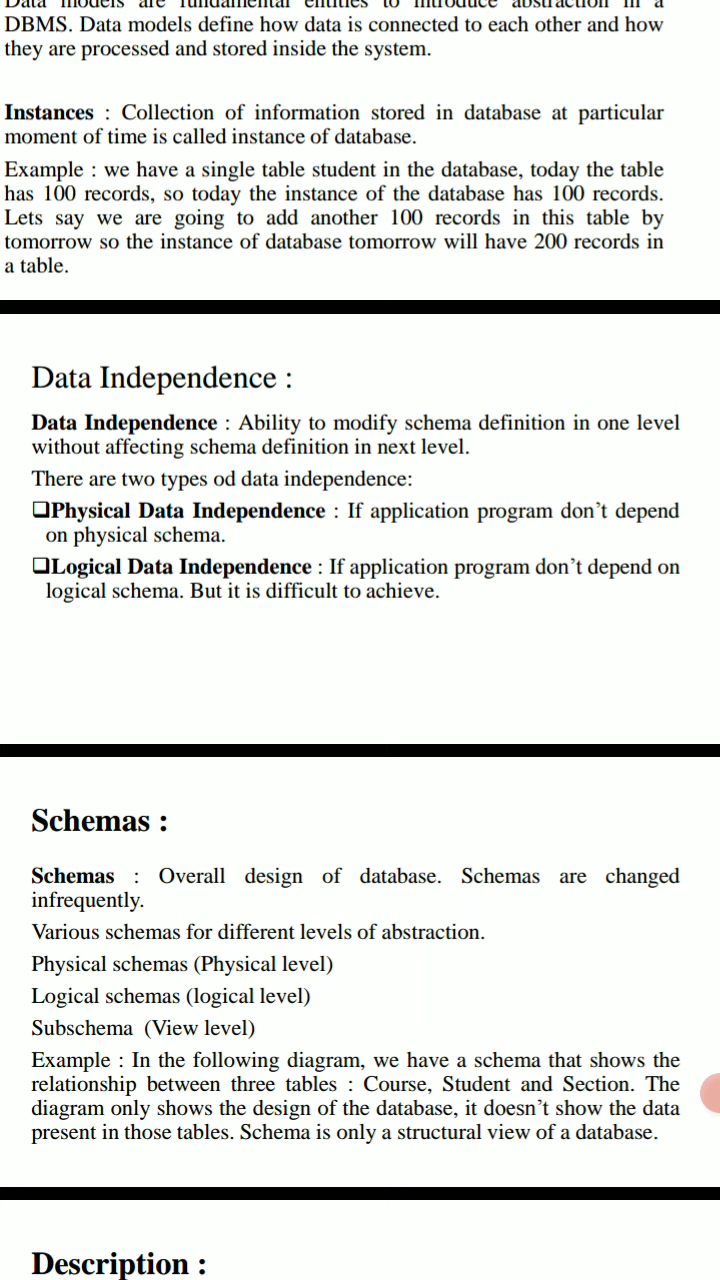 Data models are fundamental entities to introduce abstraction in a
DBMS. Data models define how data is connected to each other and how
they are processed and stored inside the system.
Instances : Collection of information stored in database at particular
moment of time is called instance of database.
Example : we have a single table student in the database, today the table
has 100 records, so today the instance of the database has 100 records.
Lets say we are going to add another 100 records in this table by
tomorrow so the instance of database tomorrow will have 200 records in
a table.
Data Independence :
Data Independence : Ability to modify schema definition in one level
without affecting schema definition in next level.
There are two types od data independence:
❑Physical Data Independence : If application program don’t depend
on physical schema.
❑Logical Data Independence : If application program don’t depend on
logical schema. But it is difficult to achieve.
Schemas :
Schemas : Overall design of database. Schemas are changed
infrequently.
Various schemas for different levels of abstraction.
Physical schemas (Physical level)
Logical schemas (logical level)
Subschema (View level)
Example : In the following diagram, we have a schema that shows the
relationship between three tables : Course, Student and Section. The
diagram only shows the design of the database, it doesn’t show the data
present in those tables. Schema is only a structural view of a database.
Description :